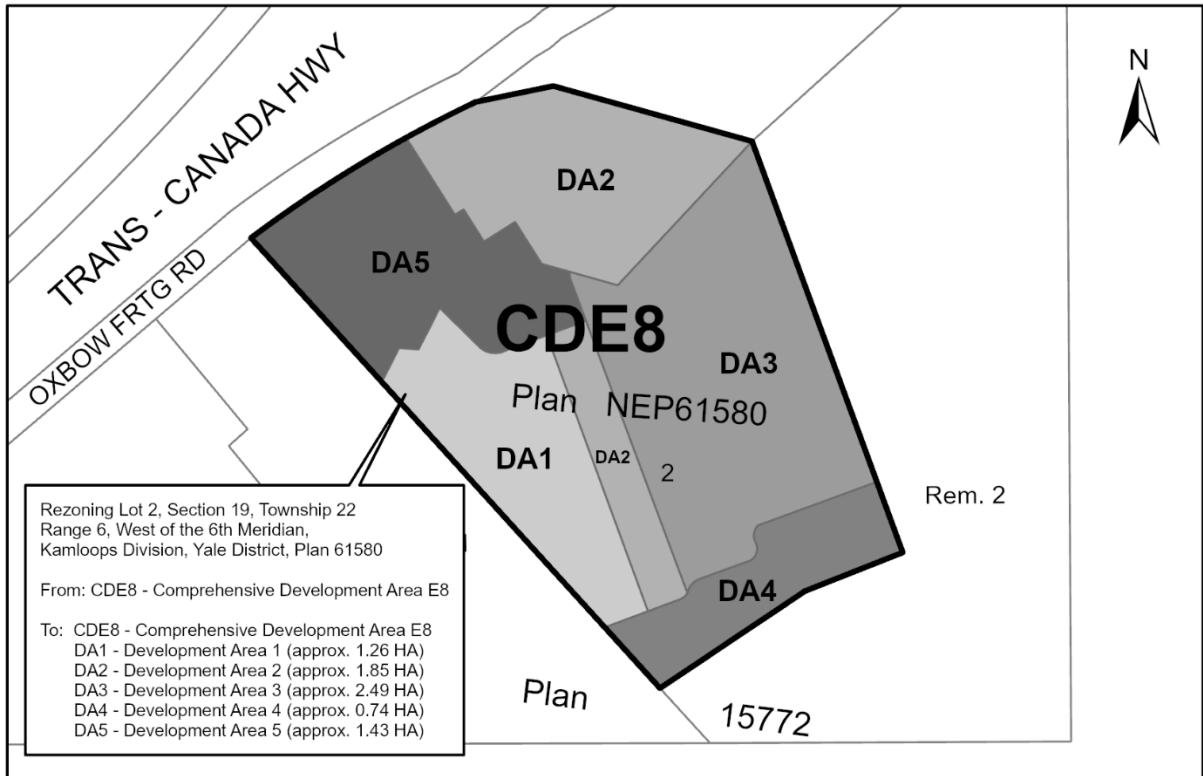 N
TRANS - CANADA HWY
OXBOW FRTG RD
DA2
DA5
CDE8
DA3
Plan NEP61580
DA1
DA2
2
Rem. 2
DA4
Plan 15772
Rezoning Lot 2, Section 19, Township 22
Range 6, West of the 6th Meridian,
Kamloops Division, Yale District, Plan 61580
From: CDE8 - Comprehensive Development Area E8
To: CDE8 - Comprehensive Development Area E8
DA1 - Development Area 1 (approx. 1.26 HA)
DA2 - Development Area 2 (approx. 1.85 HA)
DA3 - Development Area 3 (approx. 2.49 HA)
DA4 - Development Area 4 (approx. 0.74 HA)
DA5 - Development Area 5 (approx. 1.43 HA)